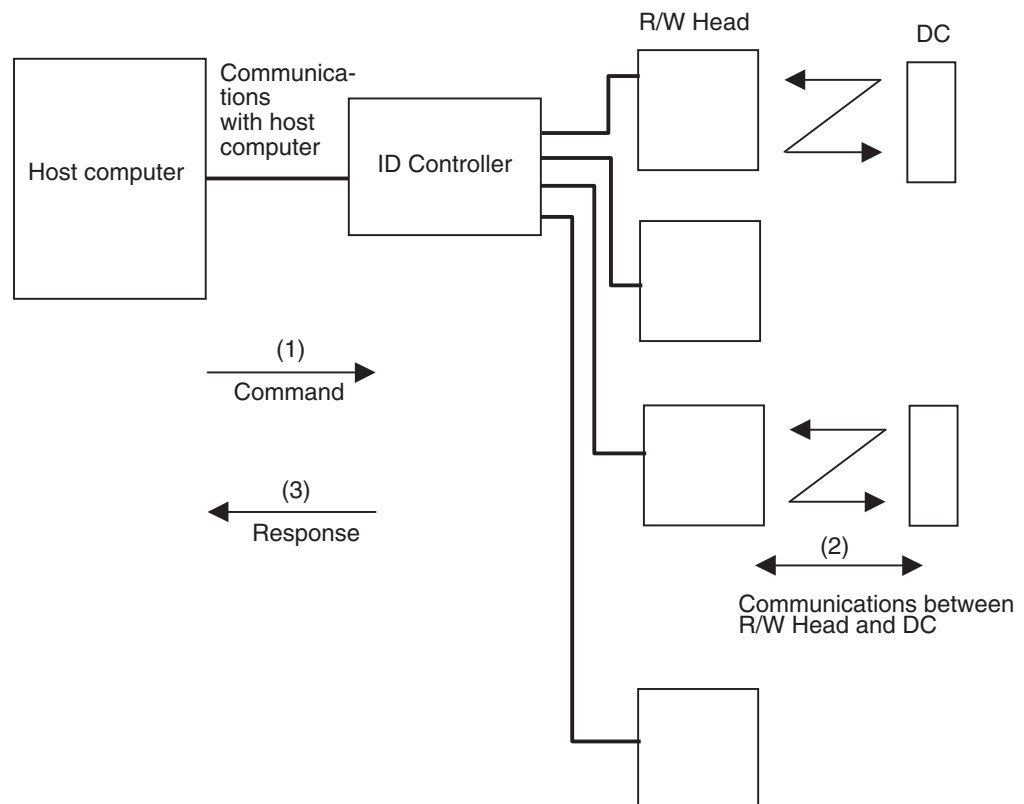 R/W Head
DC
Communica-
tions
with host
computer
Host computer
ID Controller
(1)
Command
(3)
Response
(2)
Communications between
R/W Head and DC